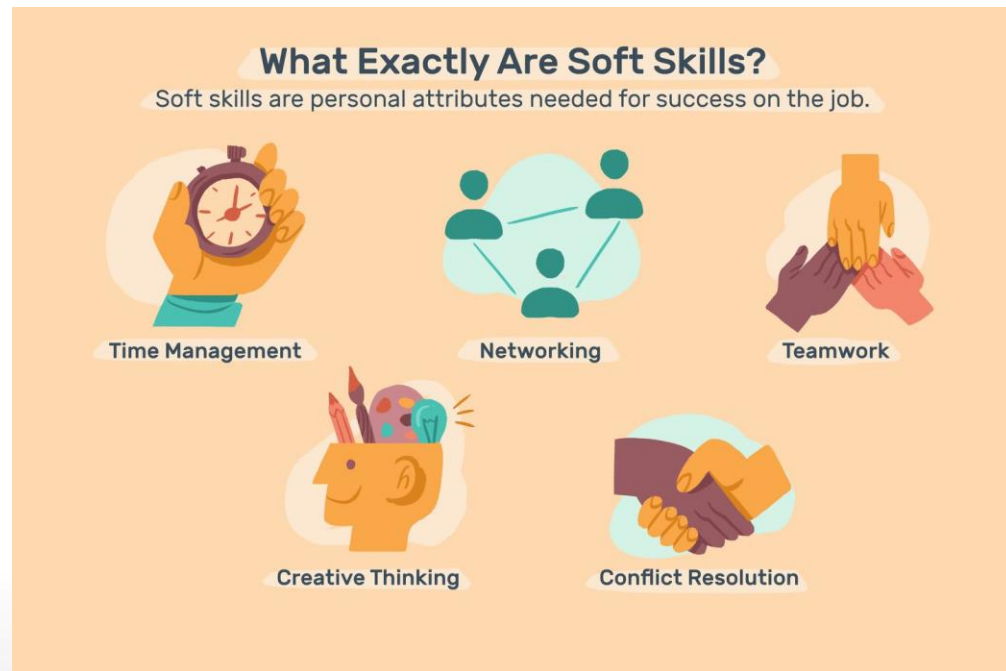 What Exactly Are Soft Skills?
Soft skills are personal attributes needed for success on the job.
Time Management
Networking
Teamwork
Creative Thinking
Conflict Resolution